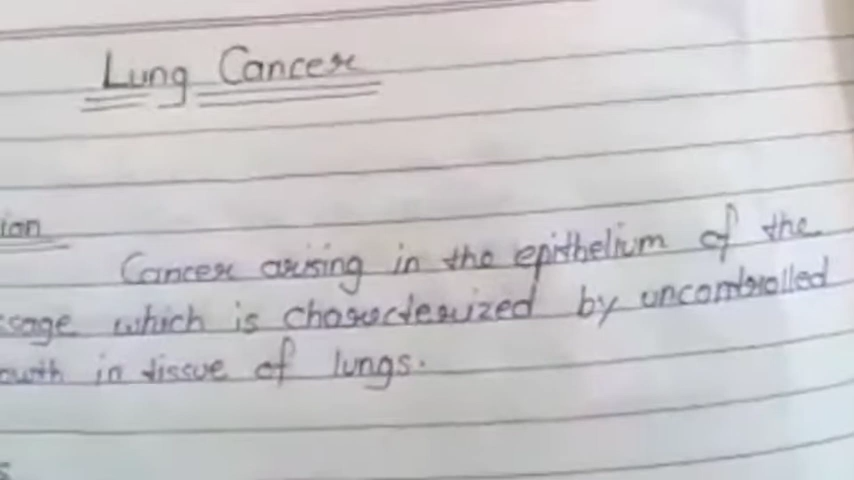 Lung Cancer
ion
Cancer arising in the epithelium of the
ssage which is characterized by uncontrolled
owth in tissue of lungs.
s